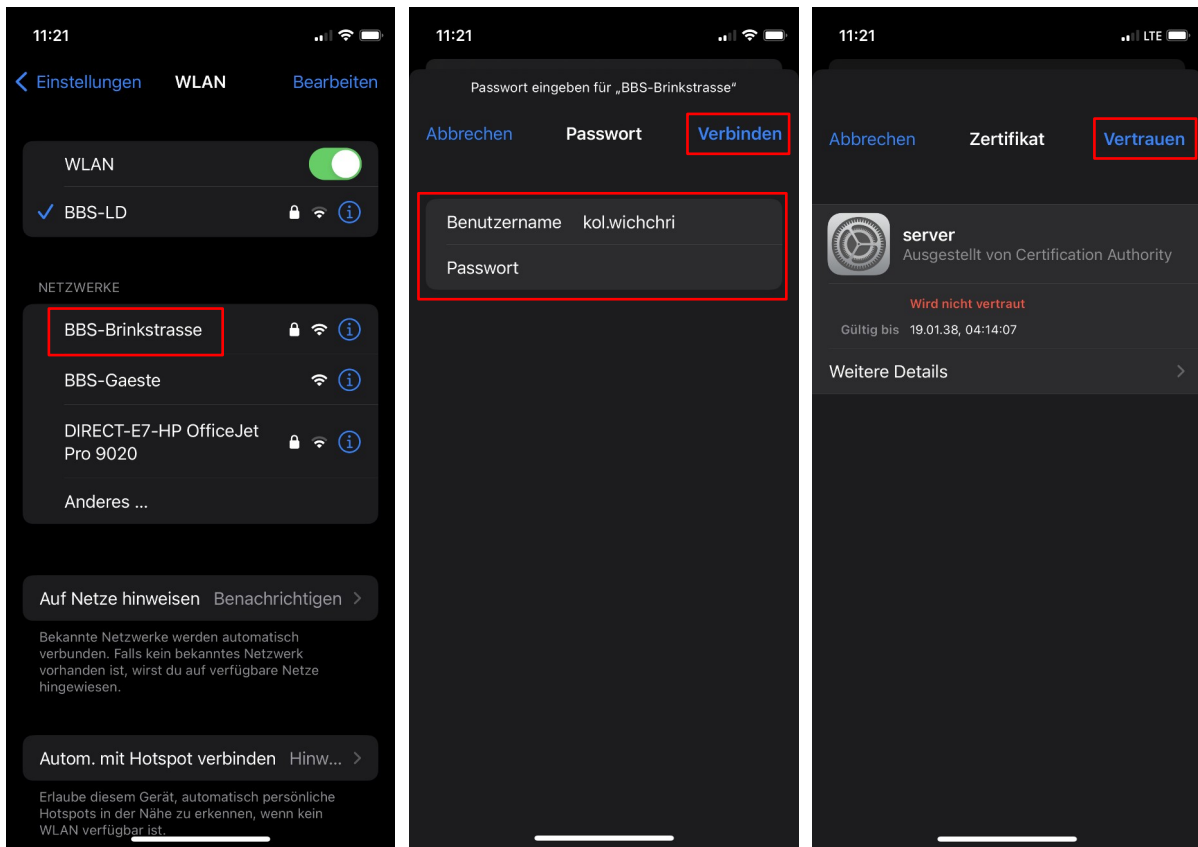 11:21
Einstellungen WLAN Bearbeiten
WLAN
BBS-LD
NETZWERKE
BBS-Brinkstrasse
BBS-Gaeste
DIRECT-E7-HP OfficeJet
Pro 9020
Anderes ...
Auf Netze hinweisen Benachrichtigen
Bekannte Netzwerke werden automatisch
verbunden. Falls kein bekanntes Netzwerk
vorhanden ist, wirst du auf verfügbare Netze
hingewiesen.
Autom. mit Hotspot verbinden Hinw...
Erlaube diesem Gerät, automatisch persönliche
Hotspots in der Nähe zu erkennen, wenn kein
WLAN verfügbar ist.
11:21
Passwort eingeben für „BBS-Brinkstrasse“
Abbrechen Passwort Verbinden
Benutzername kol.wichchri
Passwort
11:21 LTE
Abbrechen Zertifikat Vertrauen
server
Ausgestellt von Certification Authority
Wird nicht vertraut
Gültig bis 19.01.38, 04:14:07
Weitere Details